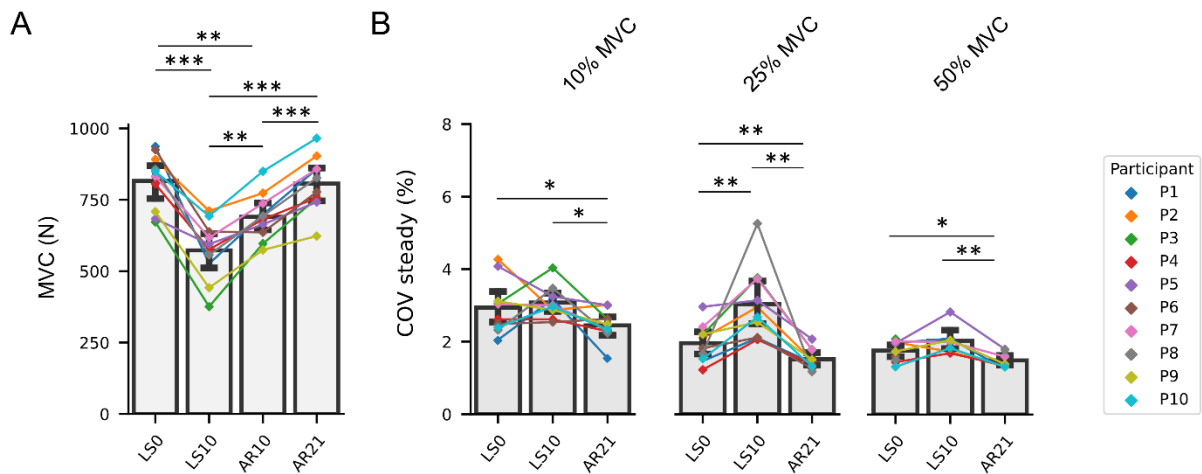 A
B
10% MVC
25% MVC
50% MVC
**
***
***
***
**
MVC (N)
1000
750
500
250
0
LS0
LS10
AR10
AR21
COV steady (%)
8
6
4
2
0
*
*
LS0
LS10
AR21
**
**
**
LS0
LS10
AR21
*
**
LS0
LS10
AR21
Participant
P1
P2
P3
P4
P5
P6
P7
P8
P9
P10